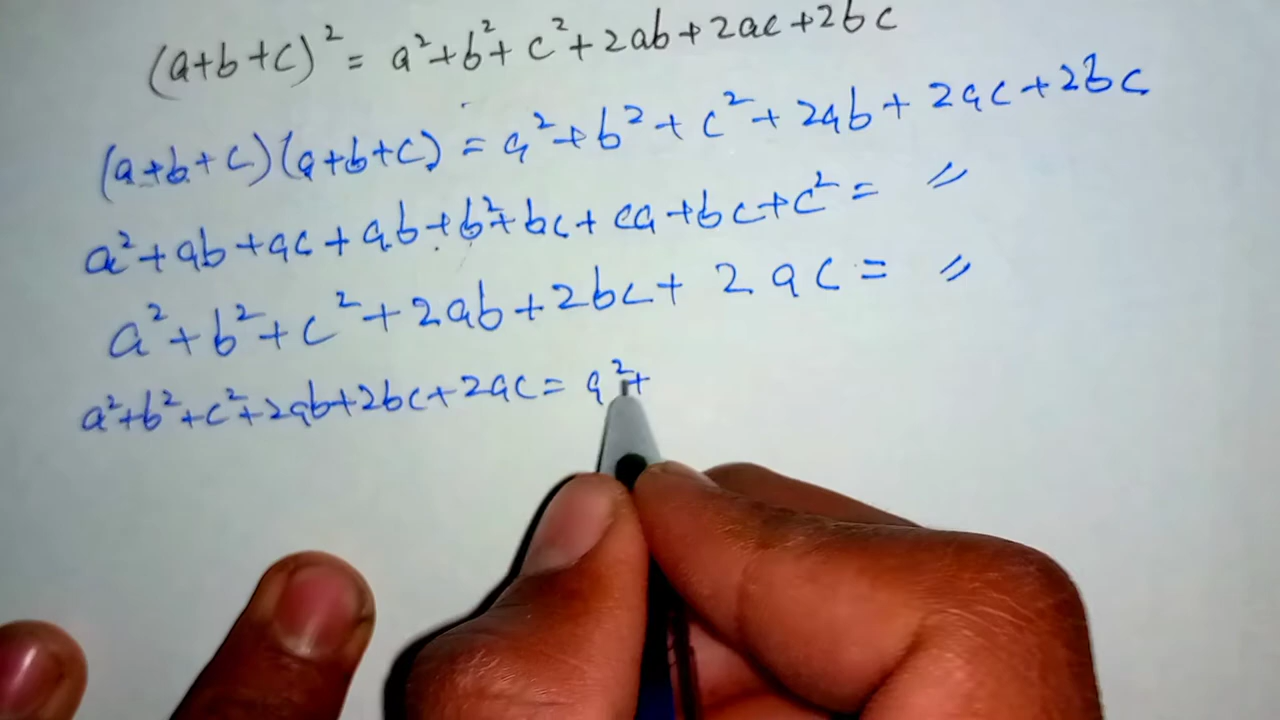 (a+b+c)² = a²+b²+c²+2ab+2ac+2bc
(a+b+c)(a+b+c) = a²+b²+c²+2ab+2ac+2bc
a²+ab+ac+ab+b²+bc+ca+bc+c² = 〃
a²+b²+c²+2ab+2bc+2ac = 〃
a²+b²+c²+2ab+2bc+2ac = a²+